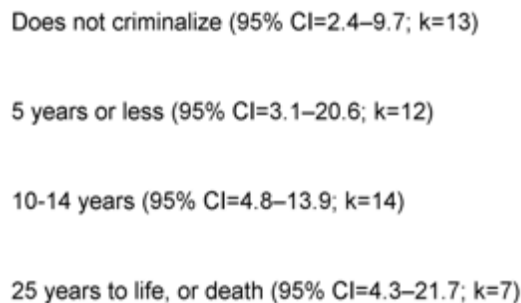 Does not criminalize (95% CI=2.4–9.7; k=13)
5 years or less (95% CI=3.1–20.6; k=12)
10-14 years (95% CI=4.8–13.9; k=14)
25 years to life, or death (95% CI=4.3–21.7; k=7)